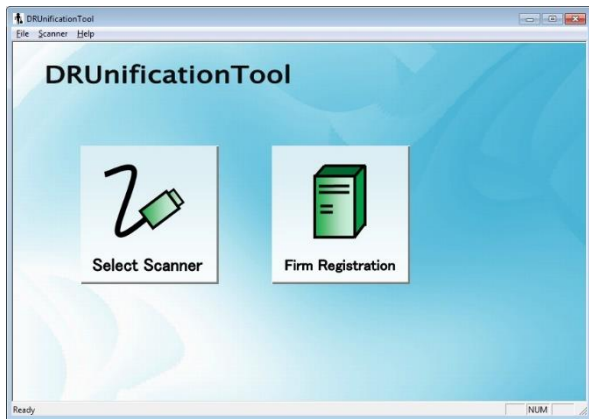 DRUnificationTool
File Scanner Help
DRUnificationTool
Select Scanner
Firm Registration
Ready
NUM